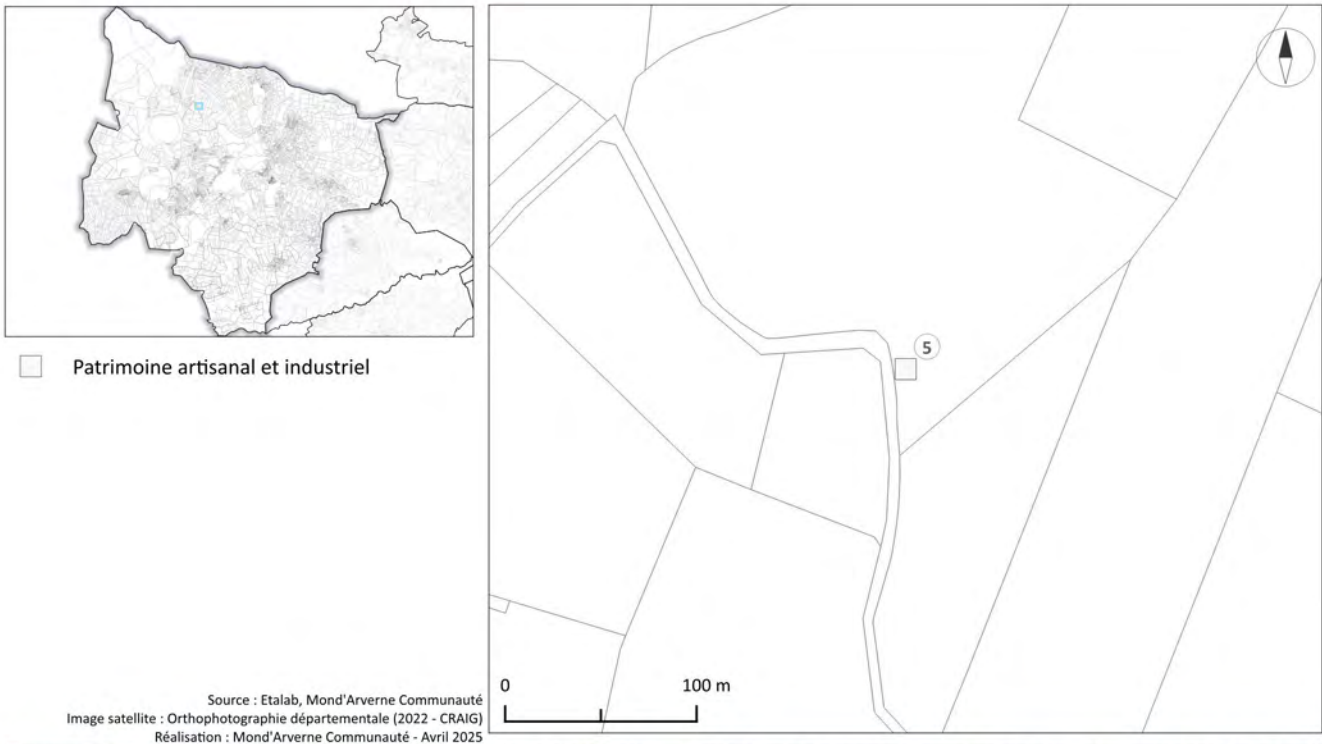 Patrimoine artisanal et industriel
5
0 100 m
Source : Etalab, Mond'Arverne Communauté
Image satellite : Orthophotographie départementale (2022 - CRAIG)
Réalisation : Mond'Arverne Communauté - Avril 2025